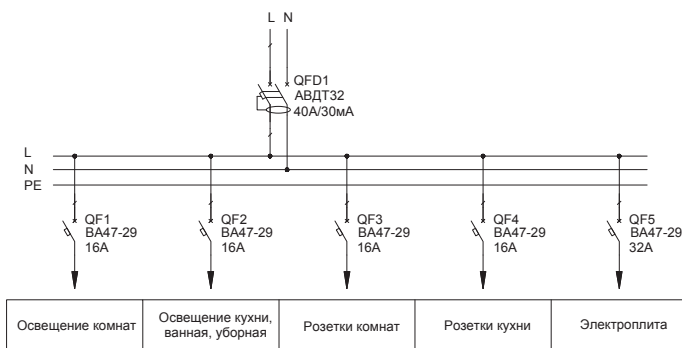 L N
QFD1
АВДТ32
40А/30мА
L
N
PE
QF1
ВА47-29
16А
QF2
ВА47-29
16А
QF3
ВА47-29
16А
QF4
ВА47-29
16А
QF5
ВА47-29
32А
Освещение комнат
Освещение кухни,
ванная, уборная
Розетки комнат
Розетки кухни
Электроплита